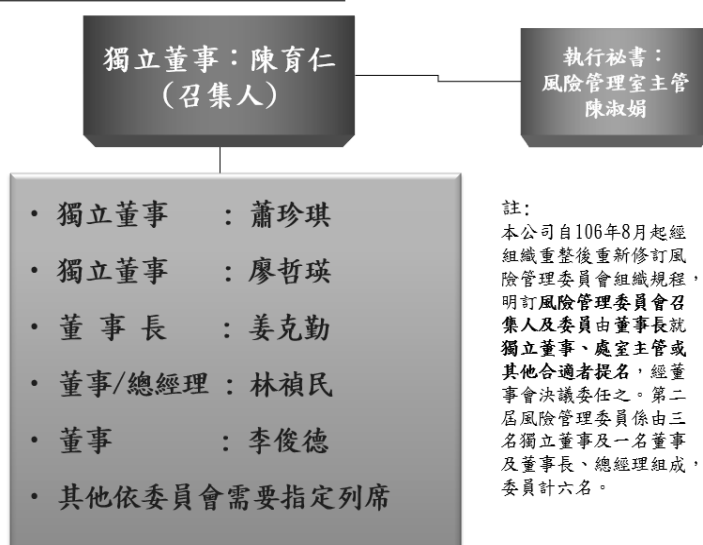 獨立董事：陳育仁
(召集人)
執行祕書：
風險管理室主管
陳淑娟
• 獨立董事 ：蕭珍琪
• 獨立董事 ：廖哲瑛
• 董 事 長 ：姜克勤
• 董事/總經理：林禎民
• 董事 ：李俊德
• 其他依委員會需要指定列席
註：
本公司自106年8月起經
組織重整後重新修訂風
險管理委員會組織規程，
明訂風險管理委員會召
集人及委員由董事長就
獨立董事、處室主管或
其他合適者提名，經董
事會決議委任之。第二
屆風險管理委員係由三
名獨立董事及一名董事
及董事長、總經理組成，
委員計六名。